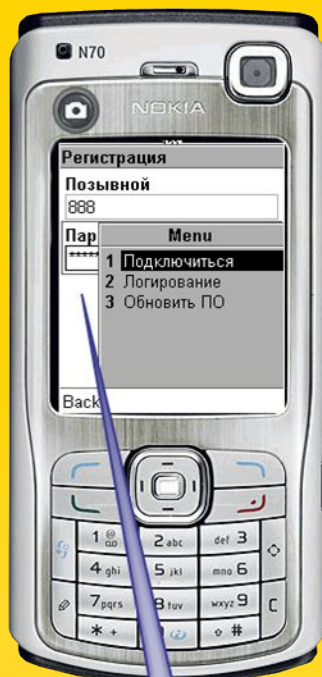 N70
NOKIA
Регистрация
Позывной
888
Пар
*****
Menu
1 Подключиться
2 Логирование
3 Обновить ПО
Back
1 @
2 abc
def 3
4 ghi
5 jkl
mno 6
7 pqrs
8 tuv
wxyz 9
C
* +
#